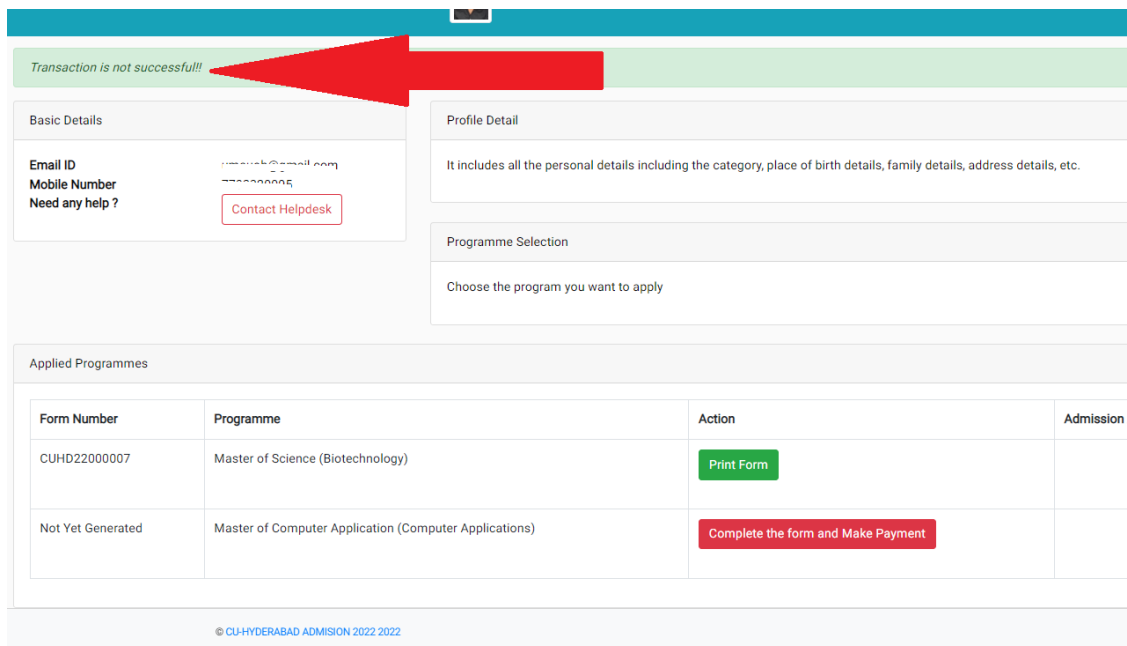 Transaction is not successful!!
Basic Details
Email ID
Mobile Number
Need any help ?
Contact Helpdesk
Profile Detail
It includes all the personal details including the category, place of birth details, family details, address details, etc.
Programme Selection
Choose the program you want to apply
Applied Programmes
Form Number Programme Action Admission
CUHD22000007 Master of Science (Biotechnology) Print Form
Not Yet Generated Master of Computer Application (Computer Applications) Complete the form and Make Payment
© CU-HYDERABAD ADMISION 2022 2022